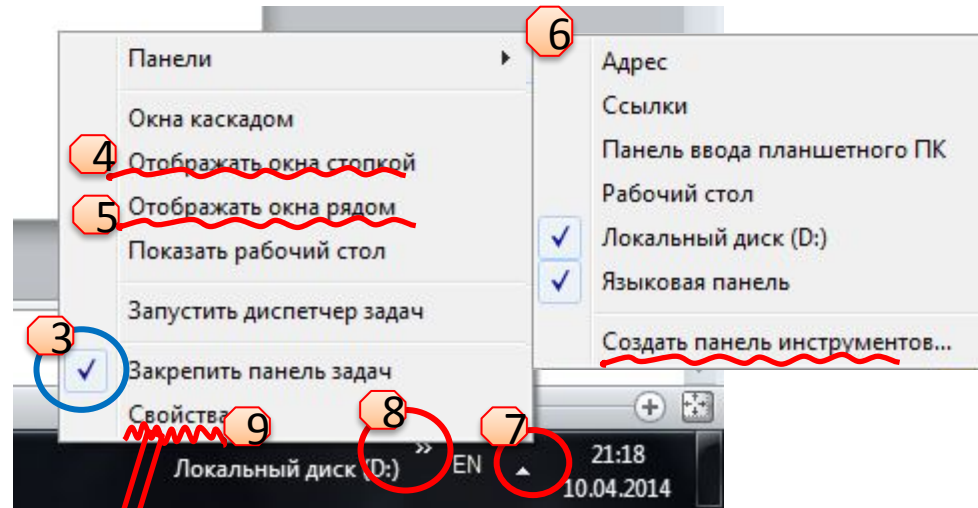 6
Панели
Адрес
Ссылки
Окна каскадом
4 Отображать окна стопкой
Панель ввода планшетного ПК
5 Отображать окна рядом
Рабочий стол
Показать рабочий стол
Локальный диск (D:)
Языковая панель
Запустить диспетчер задач
3
Создать панель инструментов...
Закрепить панель задач
Свойства
9
8
7
Локальный диск (D:) » EN
21:18
10.04.2014